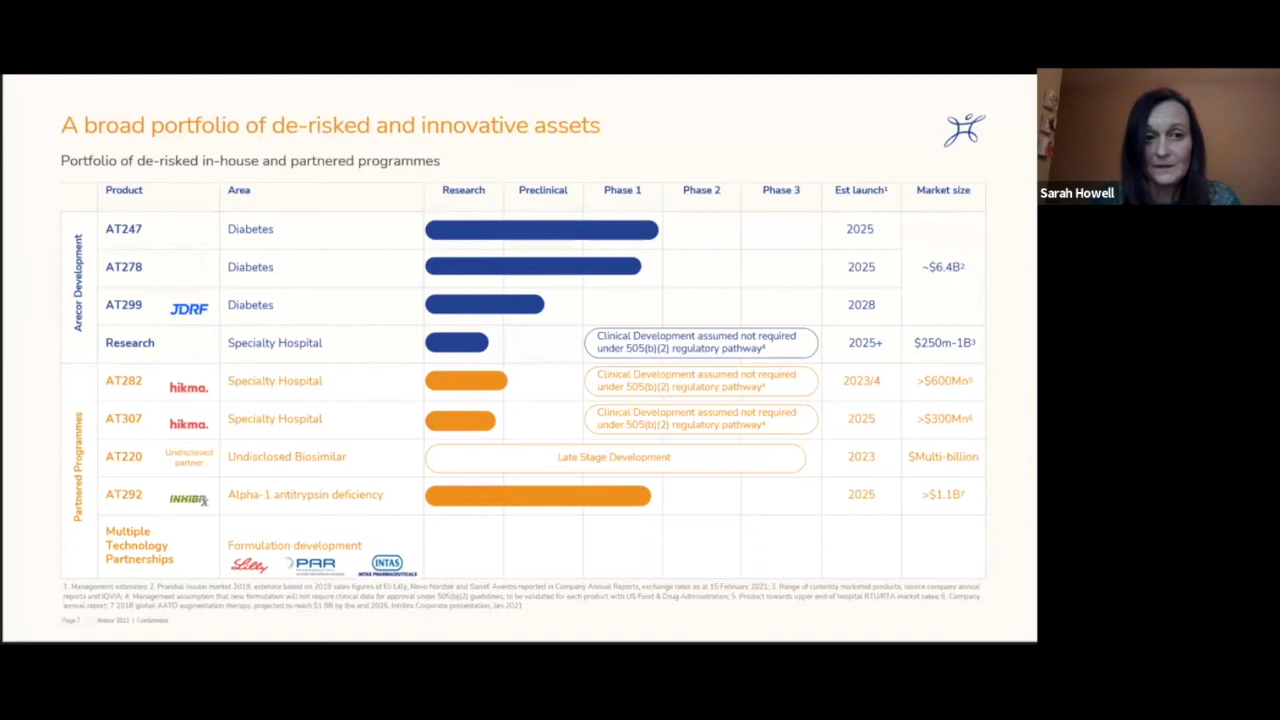 A broad portfolio of de-risked and innovative assets
Portfolio of de-risked in-house and partnered programmes
Sarah Howell
Product Area Research Preclinical Phase 1 Phase 2 Phase 3 Est launch¹ Market size
Arecor Development
AT247 Diabetes 2025
AT278 Diabetes 2025 ~$6.4B²
AT299 JDRF Diabetes 2028
Research Specialty Hospital Clinical Development assumed not required 2025+ $250m-1B³
under 505(b)(2) regulatory pathway⁴
Partnered Programmes
AT282 hikma. Specialty Hospital Clinical Development assumed not required 2023/4 >$600Mn⁵
under 505(b)(2) regulatory pathway⁴
AT307 hikma. Specialty Hospital Clinical Development assumed not required 2025 >$300Mn⁶
under 505(b)(2) regulatory pathway⁴
AT220 Undisclosed Undisclosed Biosimilar Late Stage Development 2023 $Multi-billion
partner
AT292 INHIBRx Alpha-1 antitrypsin deficiency 2025 >$1.1B⁷
Multiple
Technology
Partnerships
Formulation development
Lilly PAR INTAS
INTAS PHARMACEUTICALS
1. Management estimates; 2. Prandial insulin market 2019, estimate based on 2019 sales figures of Eli Lilly, Novo Nordisk and Sanofi Aventis reported in Company Annual Reports, exchange rates as at 15 February 2021; 3. Range of currently marketed products, source company annual
reports and IQVIA; 4. Management assumption that new formulation will not require clinical data for approval under 505(b)(2) guidelines, to be validated for each product with US Food & Drug Administration; 5. Product towards upper end of hospital RTU/RTA market sales; 6. Company
annual report; 7 2018 global AATD augmentation therapy, projected to reach $1.9B by the end 2026, Inhibrx Corporate presentation, Jan 2021
Page 7 Arecor 2021 | Confidential